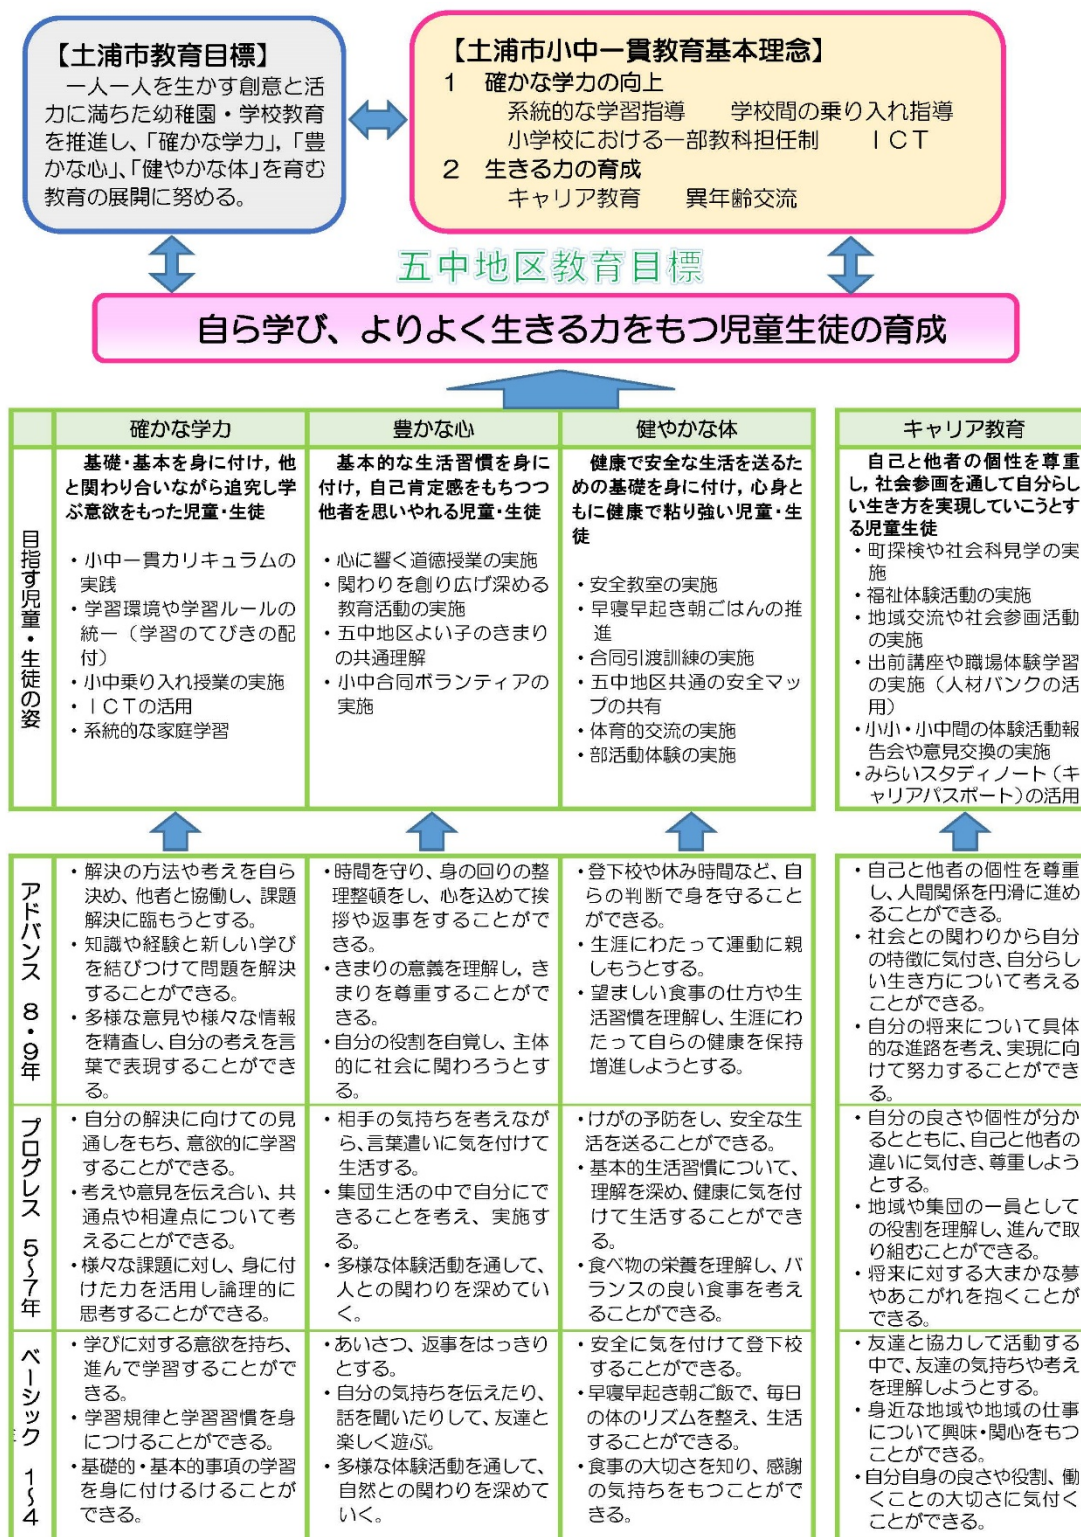 【土浦市教育目標】
一人一人を生かす創意と活
力に満ちた幼稚園・学校教育
を推進し、「確かな学力」，「豊
かな心」、「健やかな体」を育む
教育の展開に努める。
【土浦市小中一貫教育基本理念】
1 確かな学力の向上
系統的な学習指導 学校間の乗り入れ指導
小学校における一部教科担任制 ＩＣＴ
2 生きる力の育成
キャリア教育 異年齢交流
五中地区教育目標
自ら学び、よりよく生きる力をもつ児童生徒の育成
目指す児童・生徒の姿
確かな学力
基礎・基本を身に付け，他
と関わり合いながら追究し学
ぶ意欲をもった児童・生徒
・小中一貫カリキュラムの
実践
・学習環境や学習ルールの
統一（学習のてびきの配
付）
・小中乗り入れ授業の実施
・ＩＣＴの活用
・系統的な家庭学習
豊かな心
基本的な生活習慣を身に
付け，自己肯定感をもちつつ
他者を思いやれる児童・生徒
・心に響く道徳授業の実施
・関わりを創り広げ深める
教育活動の実施
・五中地区よい子のきまり
の共通理解
・小中合同ボランティアの
実施
健やかな体
健康で安全な生活を送るた
めの基礎を身に付け，心身と
もに健康で粘り強い児童・生
徒
・安全教室の実施
・早寝早起き朝ごはんの推
進
・合同引渡訓練の実施
・五中地区共通の安全マッ
プの共有
・体育的交流の実施
・部活動体験の実施
キャリア教育
自己と他者の個性を尊重
し，社会参画を通して自分らし
い生き方を実現していこうとす
る児童生徒
・町探検や社会科見学の実
施
・福祉体験活動の実施
・地域交流や社会参画活動
の実施
・出前講座や職場体験学習
の実施（人材バンクの活
用）
・小小・小中間の体験活動報
告会や意見交換の実施
・みらいスタディノート（キ
ャリアパスポート）の活用
アドバンス 8・9年
・解決の方法や考えを自ら
決め、他者と協働し、課題
解決に臨もうとする。
・知識や経験と新しい学び
を結びつけて問題を解決
することができる。
・多様な意見や様々な情報
を精査し、自分の考えを言
葉で表現することができ
る。
・時間を守り、身の回りの整
理整頓をし、心を込めて挨
拶や返事をすることがで
きる。
・きまりの意義を理解し，き
まりを尊重することがで
きる。
・自分の役割を自覚し、主体
的に社会に関わろうとす
る。
・登下校や休み時間など、自
らの判断で身を守ること
ができる。
・生涯にわたって運動に親
しもうとする。
・望ましい食事の仕方や生
活習慣を理解し、生涯にわ
たって自らの健康を保持
増進しようとする。
・自己と他者の個性を尊重
し、人間関係を円滑に進め
ることができる。
・社会との関わりから自分
の特徴に気付き、自分らし
い生き方について考える
ことができる。
・自分の将来について具体
的な進路を考え、実現に向
けて努力することができ
る。
プログレス 5～7年
・自分の解決に向けての見
通しをもち、意欲的に学習
することができる。
・考えや意見を伝え合い、共
通点や相違点について考
えることができる。
・様々な課題に対し、身に付
けた力を活用し論理的に
思考することができる。
・相手の気持ちを考えなが
ら、言葉遣いに気を付けて
生活する。
・集団生活の中で自分にで
きることを考え、実施す
る。
・多様な体験活動を通して、
人との関わりを深めてい
く。
・けがの予防をし、安全な生
活を送ることができる。
・基本的生活習慣について、
理解を深め、健康に気を付
けて生活することができ
る。
・食べ物の栄養を理解し、バ
ランスの良い食事を考え
ることができる。
・自分の良さや個性が分か
るとともに、自己と他者の
違いに気付き、尊重しよう
とする。
・地域や集団の一員として
の役割を理解し、進んで取
り組むことができる。
・将来に対する大まかな夢
やあこがれを抱くことが
できる。
ベーシック 1～4
・学びに対する意欲を持ち、
進んで学習することがで
きる。
・学習規律と学習習慣を身
につけることができる。
・基礎的・基本的事項の学習
を身に付けるけることが
できる。
・あいさつ、返事をはっきり
とする。
・自分の気持ちを伝えたり、
話を聞いたりして、友達と
楽しく遊ぶ。
・多様な体験活動を通して、
自然との関わりを深めて
いく。
・安全に気を付けて登下校
することができる。
・早寝早起き朝ご飯で、毎日
の体のリズムを整え、生活
することができる。
・食事の大切さを知り、感謝
の気持ちをもつことがで
きる。
・友達と協力して活動する
中で、友達の気持ちや考え
を理解しようとする。
・身近な地域や地域の仕事
について興味・関心をもつ
ことができる。
・自分自身の良さや役割、働
くことの大切さに気付く
ことができる。